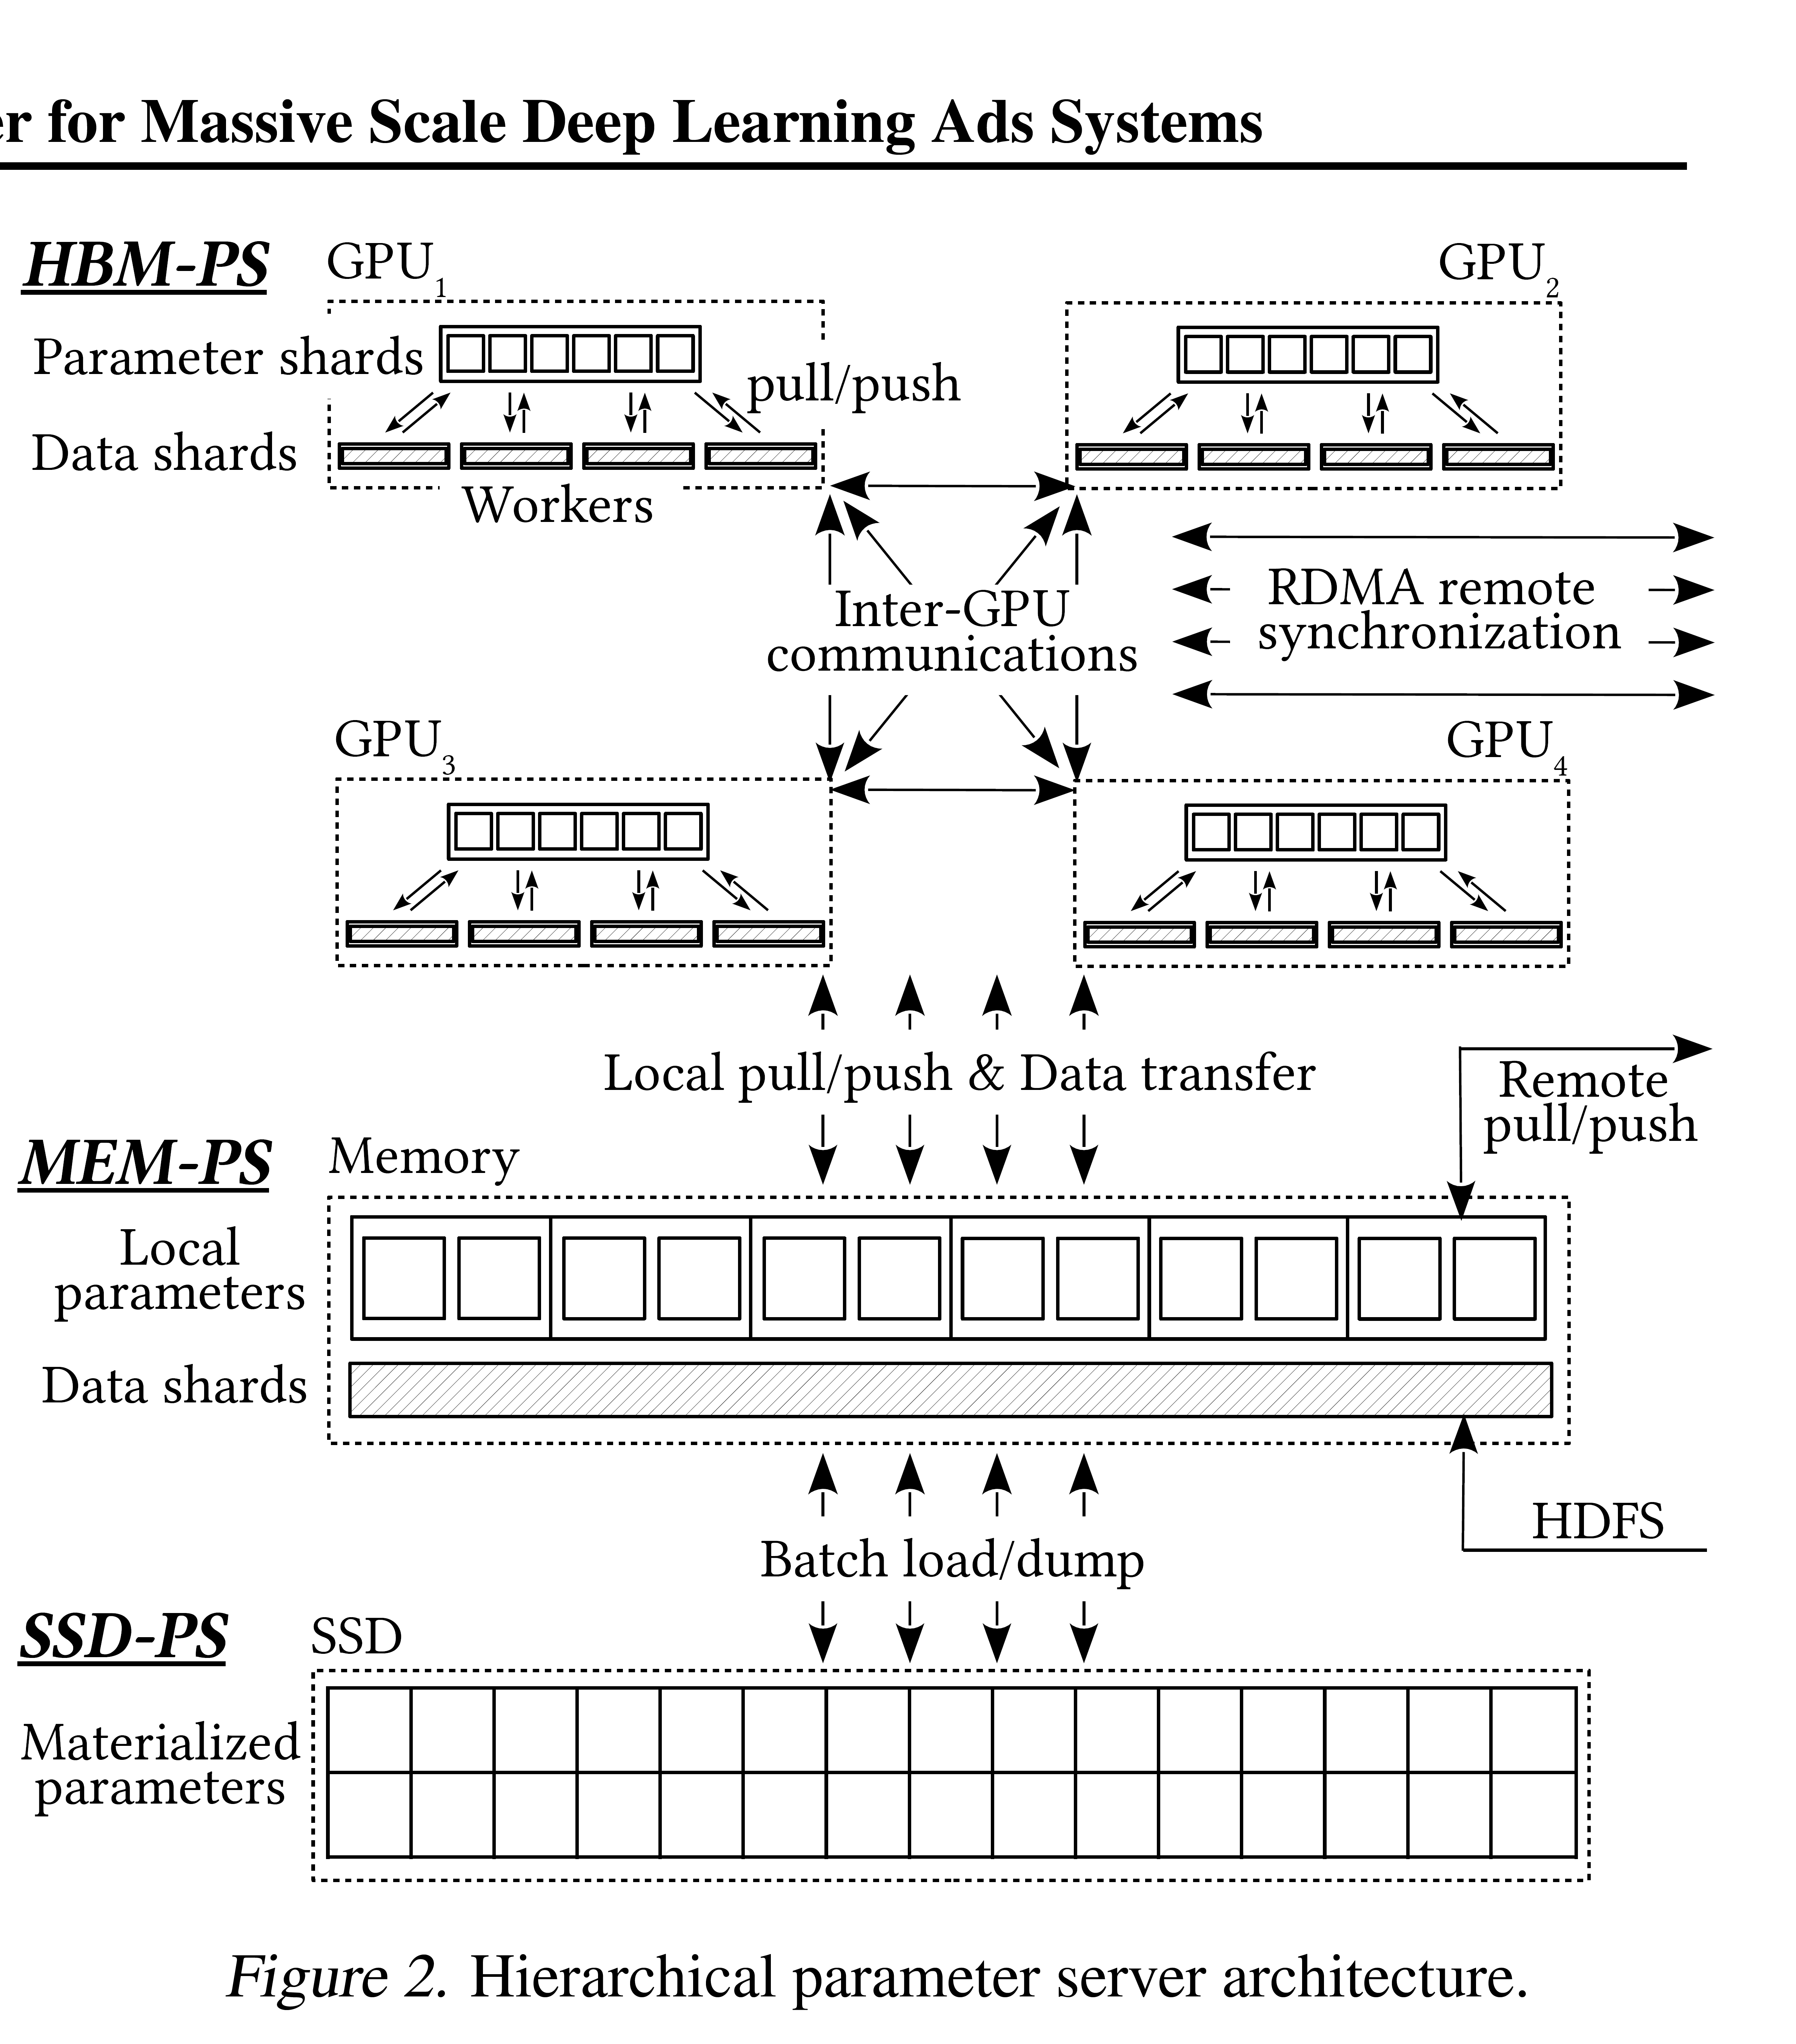 er for Massive Scale Deep Learning Ads Systems
HBM-PS
GPU1
GPU2
Parameter shards
pull/push
Data shards
Workers
Inter-GPU
communications
RDMA remote
synchronization
GPU3
GPU4
Local pull/push & Data transfer
Remote
pull/push
MEM-PS
Memory
Local
parameters
Data shards
HDFS
Batch load/dump
SSD-PS
SSD
Materialized
parameters
Figure 2. Hierarchical parameter server architecture.